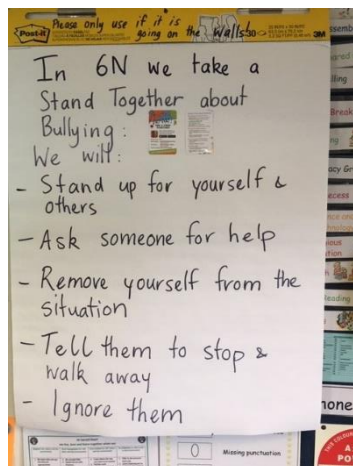 Post-it
Please only use if it is
going on the Walls!
30
3M
In 6N we take a
Stand Together about
Bullying:
We will:
- Stand up for yourself &
others
- Ask someone for help
- Remove yourself from the
situation
- Tell them to stop &
walk away
- Ignore them
Missing punctuation